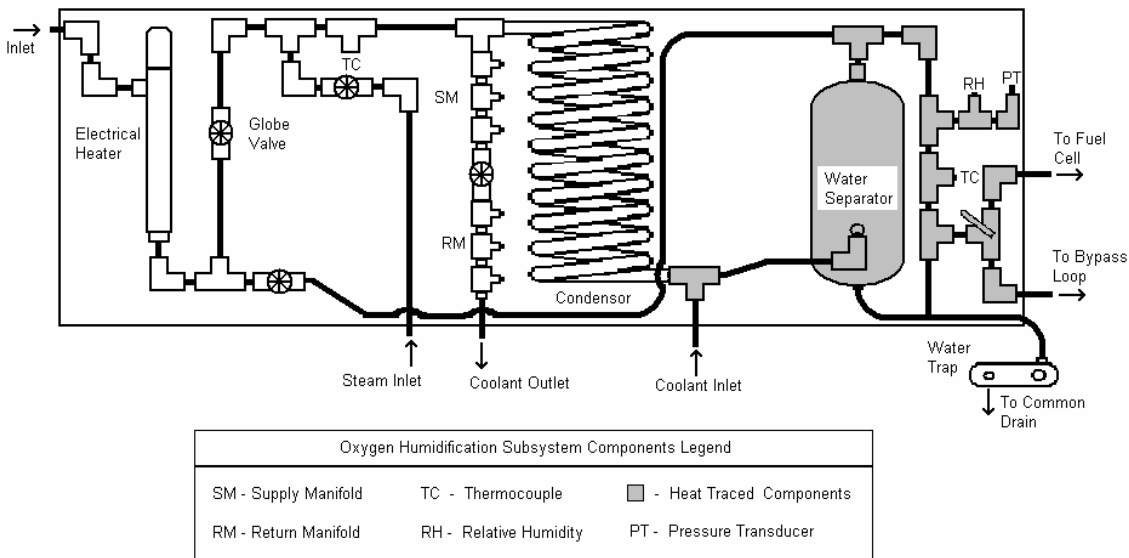 Inlet
Electrical
Heater
Globe
Valve
TC
SM
RM
Condensor
Water
Separator
RH
PT
TC
To Fuel
Cell
To Bypass
Loop
Steam Inlet
Coolant Outlet
Coolant Inlet
Water
Trap
To Common
Drain
Oxygen Humidification Subsystem Components Legend
SM - Supply Manifold
TC - Thermocouple
- Heat Traced Components
RM - Return Manifold
RH - Relative Humidity
PT - Pressure Transducer